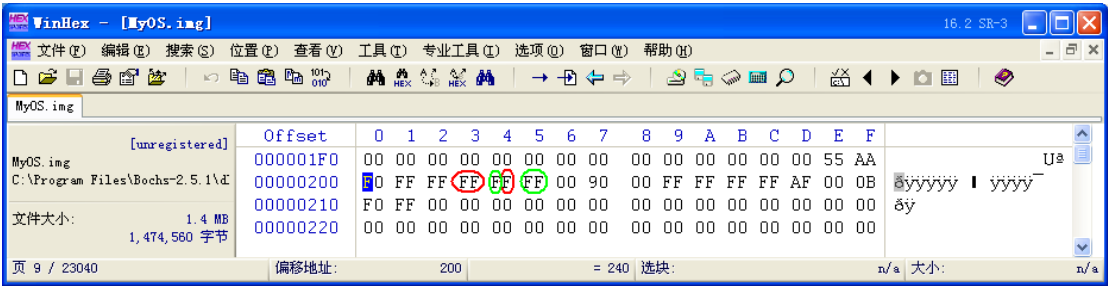 WinHex - [MyOS.img] 16.2 SR-3
文件(F) 编辑(E) 搜索(S) 位置(P) 查看(V) 工具(T) 专业工具(I) 选项(O) 窗口(W) 帮助(H)
MyOS.img
[unregistered]
MyOS.img
C:\Program Files\Bochs-2.5.1\d
文件大小: 1.4 MB
1,474,560 字节
Offset 0 1 2 3 4 5 6 7 8 9 A B C D E F
000001F0 00 00 00 00 00 00 00 00 00 00 00 00 00 00 55 AA Uª
00000200 F0 FF FF FF FF FF 00 90 00 FF FF FF FF AF 00 0B ðÿÿÿÿÿ ÿÿÿÿ¯
00000210 F0 FF 00 00 00 00 00 00 00 00 00 00 00 00 00 00 ðÿ
00000220 00 00 00 00 00 00 00 00 00 00 00 00 00 00 00 00
页 9 / 23040 偏移地址: 200 = 240 选块: n/a 大小: n/a